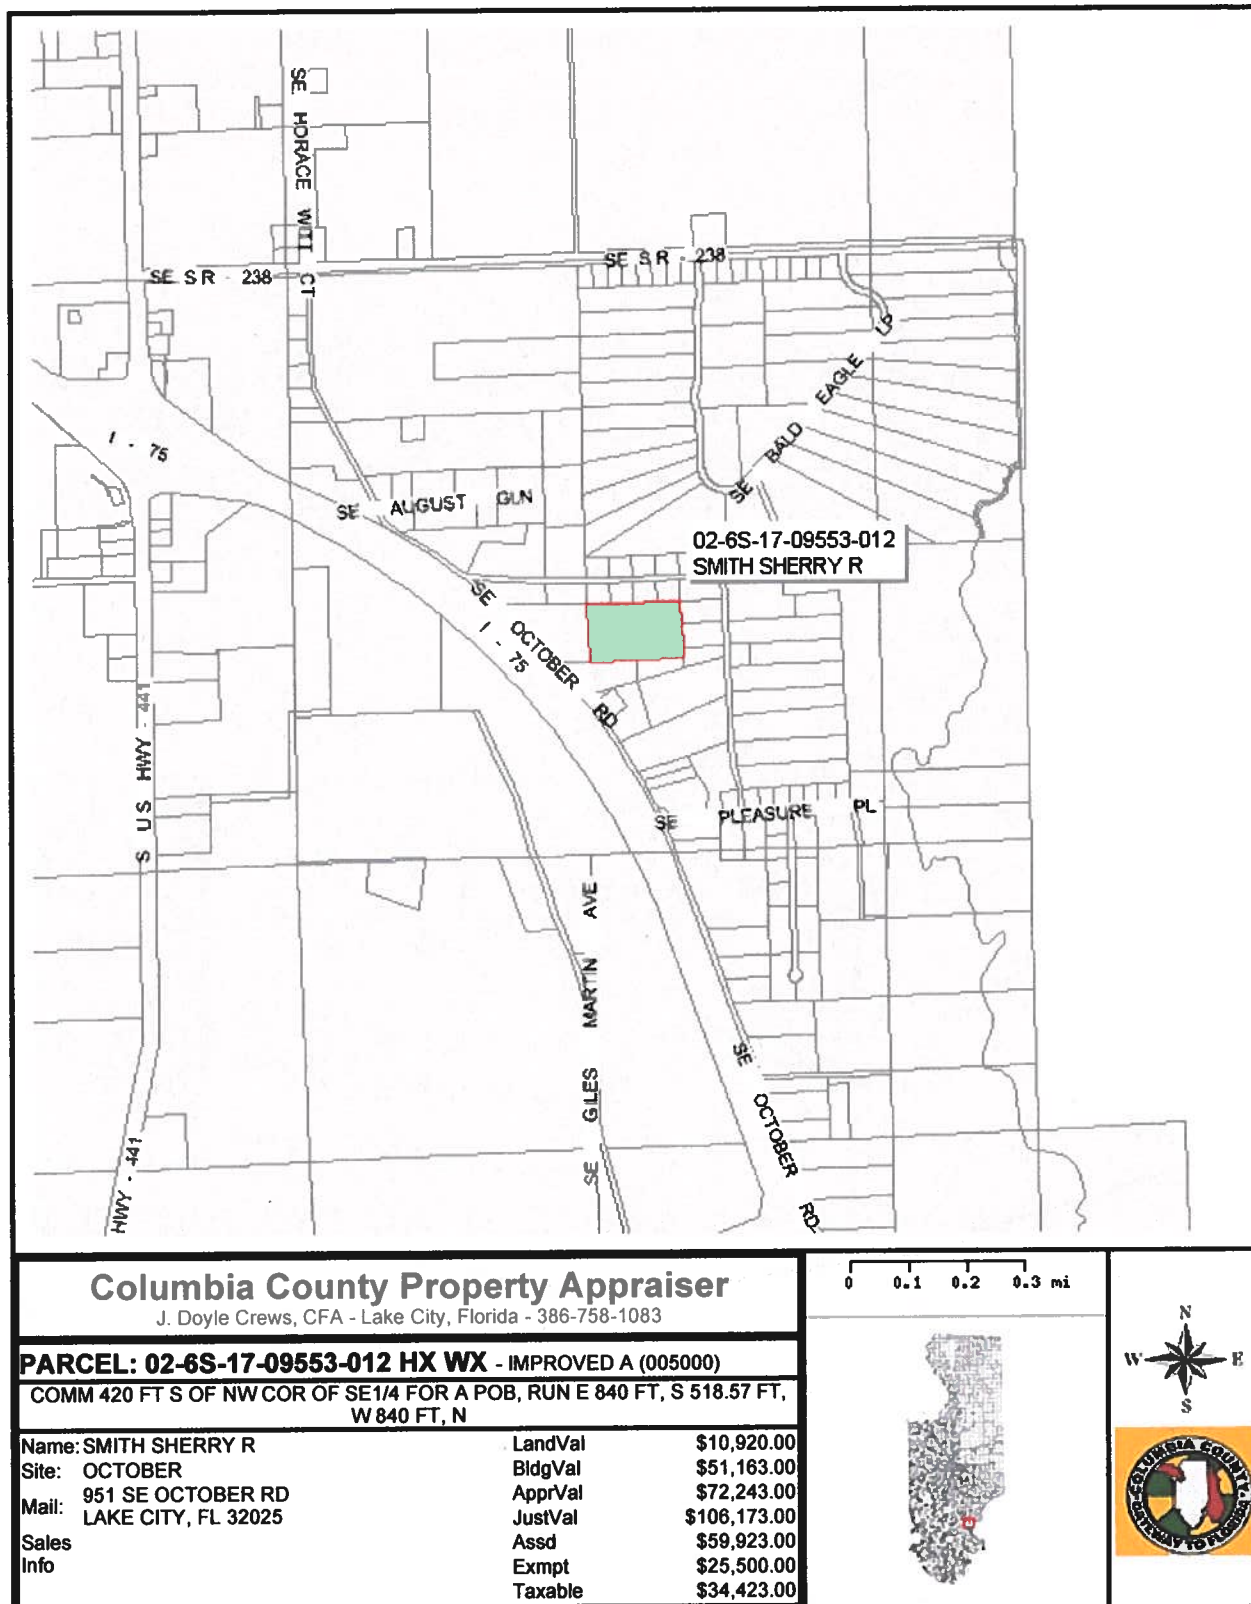 SE HORACE WITT CT
SE SR - 238
SE SR - 238
SE BALD EAGLE LP
I - 75
SE AUGUST GLN
02-6S-17-09553-012
SMITH SHERRY R
SE OCTOBER RD
I - 75
S US HWY - 441
SE PLEASURE PL
SE GILES MARTIN AVE
SE OCTOBER RD
HWY - 441
Columbia County Property Appraiser
J. Doyle Crews, CFA - Lake City, Florida - 386-758-1083
PARCEL: 02-6S-17-09553-012 HX WX - IMPROVED A (005000)
COMM 420 FT S OF NW COR OF SE1/4 FOR A POB, RUN E 840 FT, S 518.57 FT,
W 840 FT, N
Name: SMITH SHERRY R
Site: OCTOBER
Mail: 951 SE OCTOBER RD
LAKE CITY, FL 32025
Sales
Info
LandVal $10,920.00
BldgVal $51,163.00
ApprVal $72,243.00
JustVal $106,173.00
Assd $59,923.00
Exmpt $25,500.00
Taxable $34,423.00
0 0.1 0.2 0.3 mi
N
W E
S
COLUMBIA COUNTY
GATEWAY TO FLORIDA